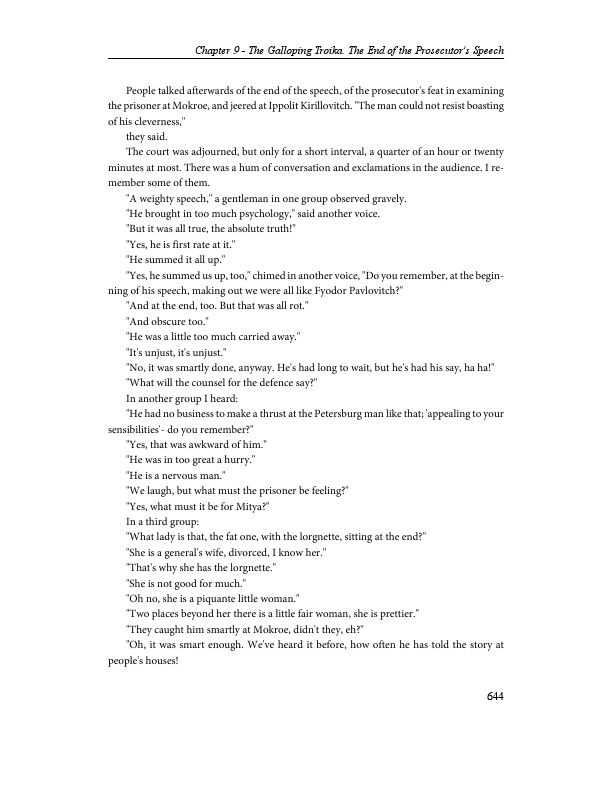 Chapter 9 - The Galloping Troika. The End of the Prosecutor's Speech
People talked afterwards of the end of the speech, of the prosecutor's feat in examining
the prisoner at Mokroe, and jeered at Ippolit Kirillovitch. "The man could not resist boasting
of his cleverness,"
they said.
The court was adjourned, but only for a short interval, a quarter of an hour or twenty
minutes at most. There was a hum of conversation and exclamations in the audience. I re-
member some of them.
"A weighty speech," a gentleman in one group observed gravely.
"He brought in too much psychology," said another voice.
"But it was all true, the absolute truth!"
"Yes, he is first rate at it."
"He summed it all up."
"Yes, he summed us up, too," chimed in another voice, "Do you remember, at the begin-
ning of his speech, making out we were all like Fyodor Pavlovitch?"
"And at the end, too. But that was all rot."
"And obscure too."
"He was a little too much carried away."
"It's unjust, it's unjust."
"No, it was smartly done, anyway. He's had long to wait, but he's had his say, ha ha!"
"What will the counsel for the defence say?"
In another group I heard:
"He had no business to make a thrust at the Petersburg man like that; 'appealing to your
sensibilities'- do you remember?"
"Yes, that was awkward of him."
"He was in too great a hurry."
"He is a nervous man."
"We laugh, but what must the prisoner be feeling?"
"Yes, what must it be for Mitya?"
In a third group:
"What lady is that, the fat one, with the lorgnette, sitting at the end?"
"She is a general's wife, divorced, I know her."
"That's why she has the lorgnette."
"She is not good for much."
"Oh no, she is a piquante little woman."
"Two places beyond her there is a little fair woman, she is prettier."
"They caught him smartly at Mokroe, didn't they, eh?"
"Oh, it was smart enough. We've heard it before, how often he has told the story at
people's houses!
644